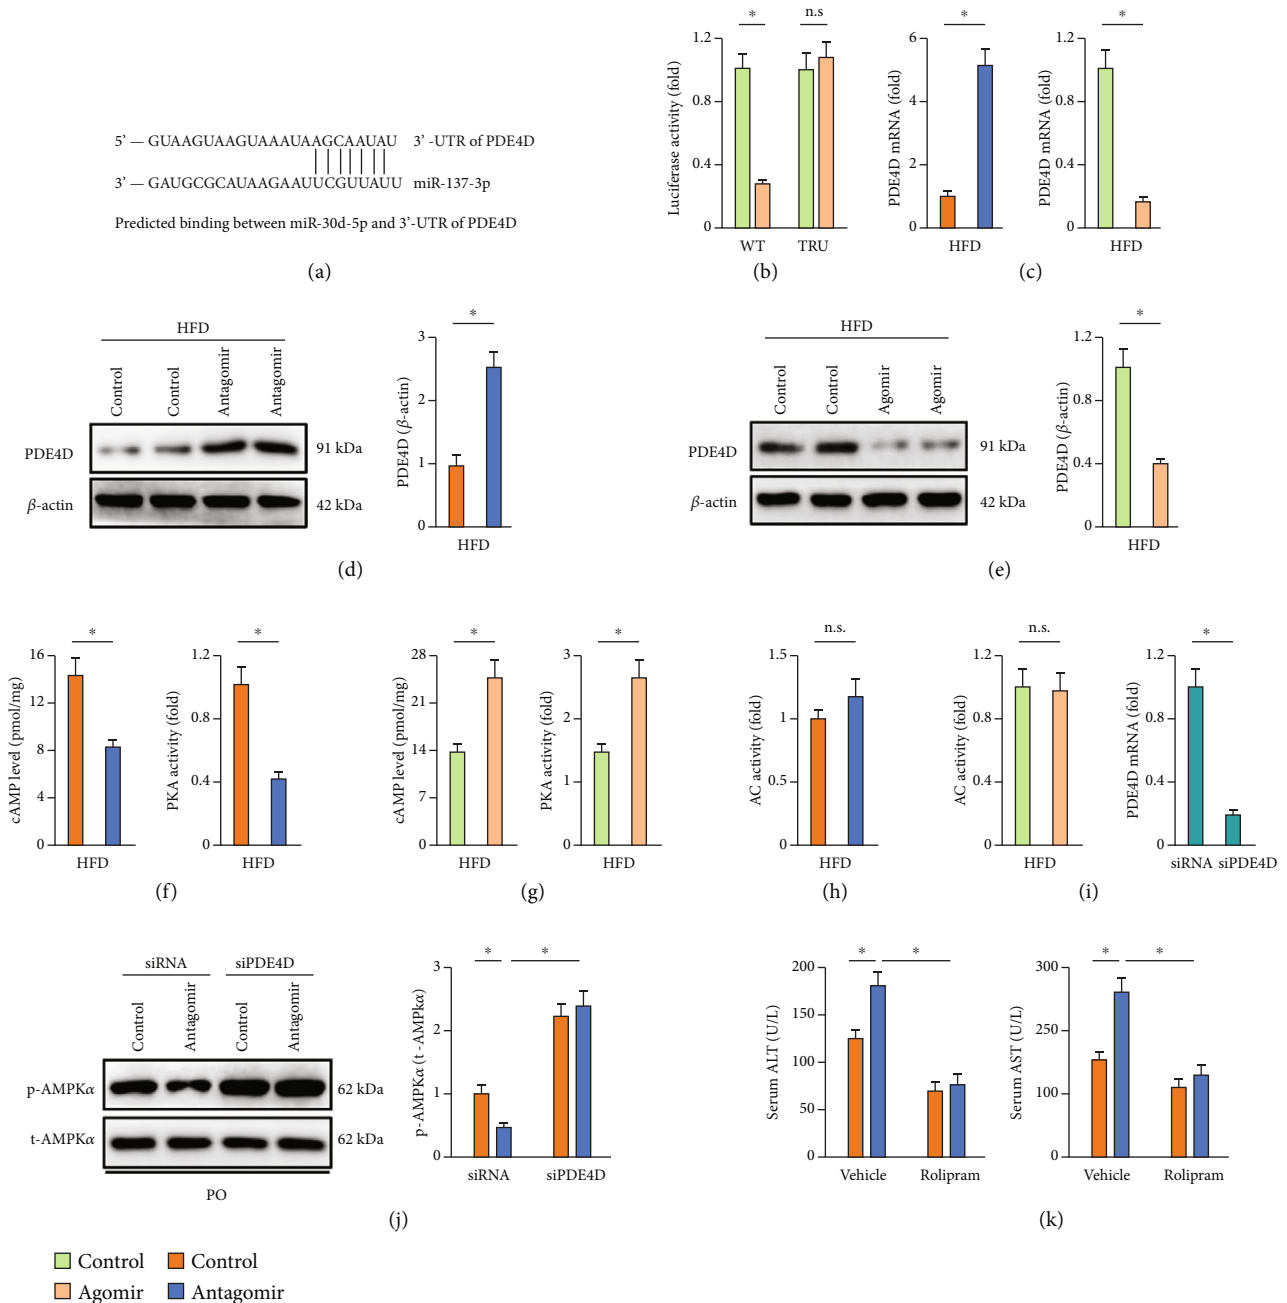 5’ — GUAAGUAAGUAAAUAAGCAAUAU 3’ -UTR of PDE4D
3’ — GAUGCGCAUAAGAAUUCGUUAUU miR-137-3p
Predicted binding between miR-30d-5p and 3’-UTR of PDE4D
(a)
Luciferase activity (fold)
1.2
0.8
0.4
0
*
n.s
WT
TRU
(b)
PDE4D mRNA (fold)
6
4
2
0
*
HFD
PDE4D mRNA (fold)
1.2
0.8
0.4
0
*
HFD
(c)
HFD
Control
Control
Antagomir
Antagomir
PDE4D
91 kDa
β-actin
42 kDa
PDE4D (β-actin)
3
2
1
0
*
HFD
(d)
HFD
Control
Control
Agomir
Agomir
PDE4D
91 kDa
β-actin
42 kDa
PDE4D (β-actin)
1.2
0.8
0.4
0
*
HFD
(e)
cAMP level (pmol/mg)
16
12
8
4
0
*
HFD
PKA activity (fold)
1.2
0.8
0.4
0
*
HFD
(f)
cAMP level (pmol/mg)
28
21
14
7
0
*
HFD
PKA activity (fold)
3
2
1
0
*
HFD
(g)
AC activity (fold)
1.5
1
0.5
0
n.s.
HFD
(h)
AC activity (fold)
1.2
0.8
0.4
0
n.s.
HFD
PDE4D mRNA (fold)
1.2
0.8
0.4
0
*
siRNA siPDE4D
(i)
siRNA
siPDE4D
Control
Antagomir
Control
Antagomir
p-AMPKα
62 kDa
t-AMPKα
62 kDa
PO
p-AMPKα (t -AMPkα)
3
2
1
0
*
*
siRNA
siPDE4D
(j)
Serum ALT (U/L)
200
150
100
50
0
*
*
Vehicle
Rolipram
Serum AST (U/L)
300
250
100
0
*
*
Vehicle
Rolipram
(k)
Control
Control
Agomir
Antagomir